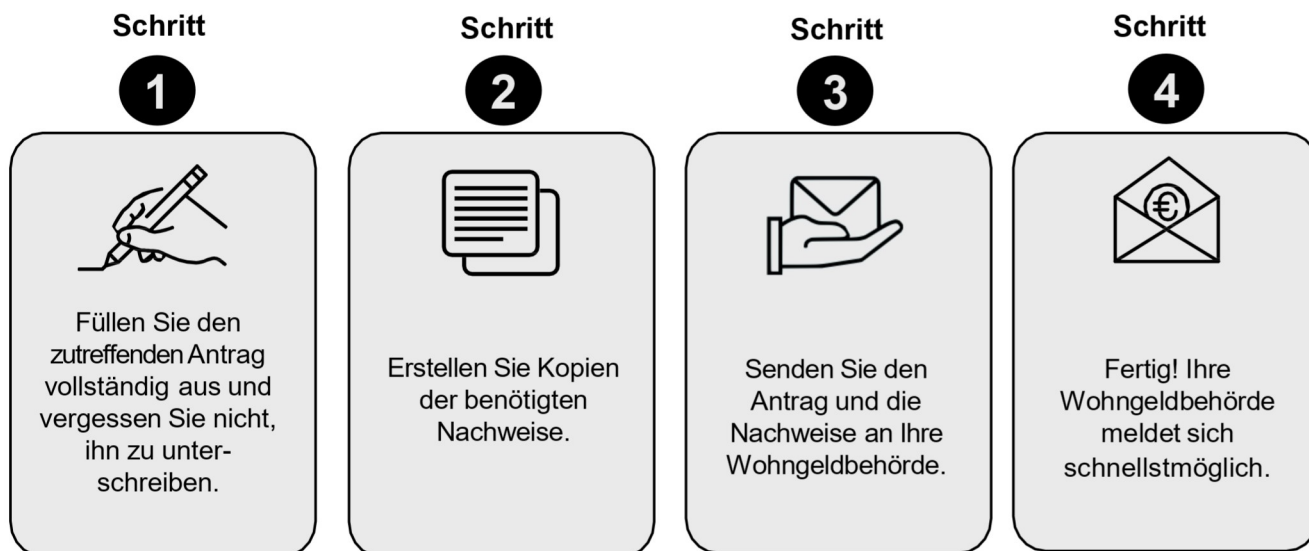 Schritt
1
Füllen Sie den
zutreffenden Antrag
vollständig aus und
vergessen Sie nicht,
ihn zu unter-
schreiben.
Schritt
2
Erstellen Sie Kopien
der benötigten
Nachweise.
Schritt
3
Senden Sie den
Antrag und die
Nachweise an Ihre
Wohngeldbehörde.
Schritt
4
€
Fertig! Ihre
Wohngeldbehörde
meldet sich
schnellstmöglich.